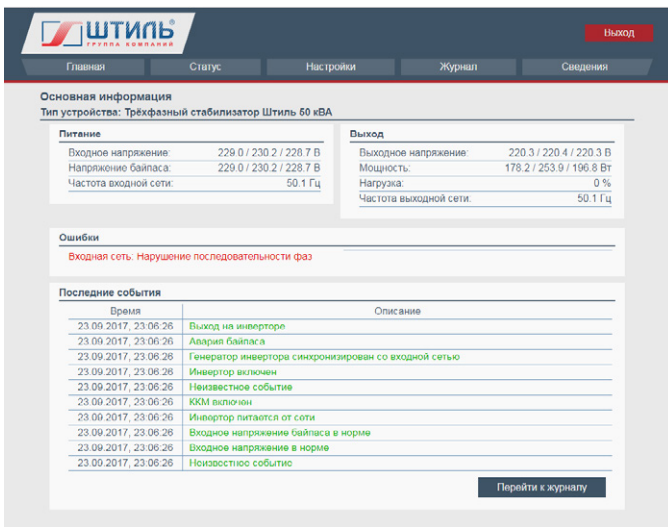 ШТИЛЬ
ГРУППА КОМПАНИЙ
Выход
Главная Статус Настройки Журнал Сведения
Основная информация
Тип устройства: Трёхфазный стабилизатор Штиль 50 кВА
Питание
Входное напряжение: 229.0 / 230.2 / 228.7 В
Напряжение байпаса: 229.0 / 230.2 / 228.7 В
Частота входной сети: 50.1 Гц
Выход
Выходное напряжение: 220.3 / 220.4 / 220.3 В
Мощность: 178.2 / 253.9 / 196.8 Вт
Нагрузка: 0 %
Частота выходной сети: 50.1 Гц
Ошибки
Входная сеть: Нарушение последовательности фаз
Последние события
Время Описание
23.09.2017, 23:06:26 Выход на инверторе
23.09.2017, 23:06:26 Авария байпаса
23.09.2017, 23:06:26 Генератор инвертора синхронизирован со входной сетью
23.09.2017, 23:06:26 Инвертор включен
23.09.2017, 23:06:26 Неизвестное событие
23.09.2017, 23:06:26 ККМ включен
23.09.2017, 23:06:26 Инвертор питается от сети
23.09.2017, 23:06:26 Входное напряжение байпаса в норме
23.09.2017, 23:06:26 Входное напряжение в норме
23.09.2017, 23:06:26 Неизвестное событие
Перейти к журналу